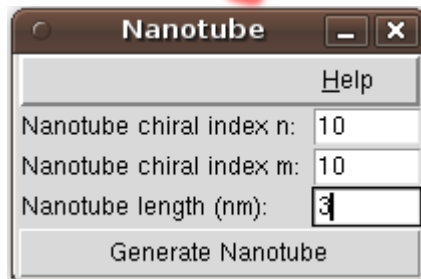 Nanotube
Help
Nanotube chiral index n: 10
Nanotube chiral index m: 10
Nanotube length (nm): 3
Generate Nanotube